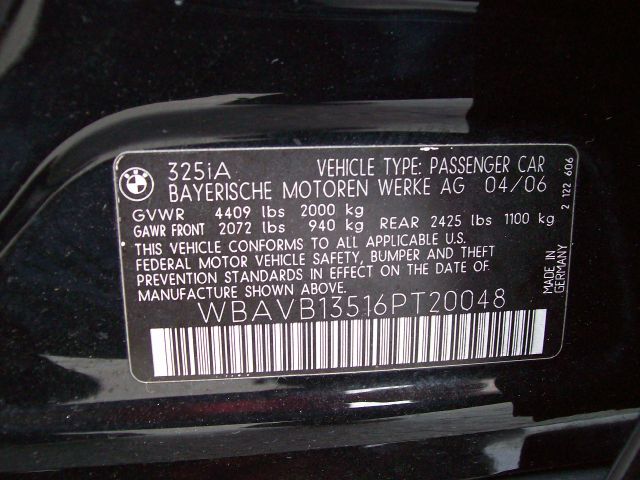 BMW
325iA VEHICLE TYPE: PASSENGER CAR
BAYERISCHE MOTOREN WERKE AG 04/06
GVWR 4409 lbs 2000 kg
GAWR FRONT 2072 lbs 940 kg REAR 2425 lbs 1100 kg
THIS VEHICLE CONFORMS TO ALL APPLICABLE U.S.
FEDERAL MOTOR VEHICLE SAFETY, BUMPER AND THEFT
PREVENTION STANDARDS IN EFFECT ON THE DATE OF
MANUFACTURE SHOWN ABOVE.
WBAVB13516PT20048
2 122 606
MADE IN
GERMANY